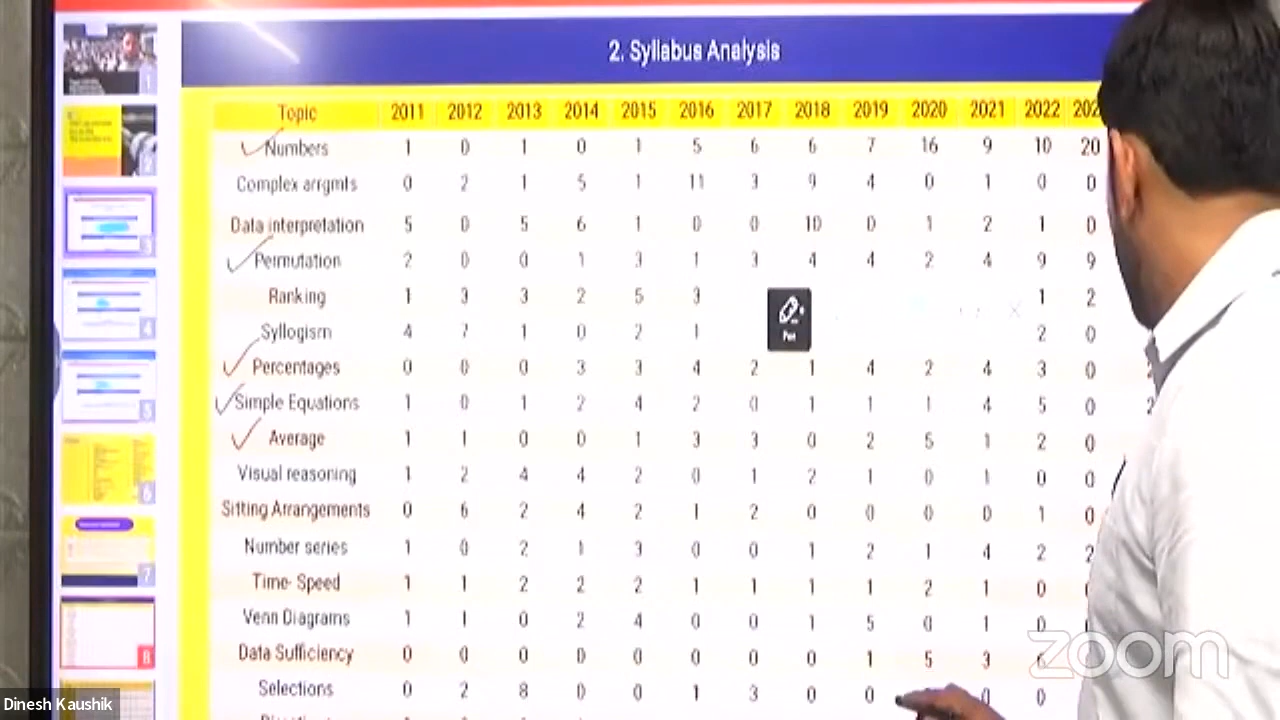 2. Syllabus Analysis
Topic 2011 2012 2013 2014 2015 2016 2017 2018 2019 2020 2021 2022 202
Numbers 1 0 1 0 1 5 6 6 7 16 9 10 20
Complex arrgmts 0 2 1 5 1 11 3 9 4 0 1 0 0
Data interpretation 5 0 5 6 1 0 0 10 0 1 2 1 0
Permutation 2 0 0 1 3 1 3 4 4 2 4 9 9
Ranking 1 3 3 2 5 3 1 2
Syllogism 4 7 1 0 2 1 2 0
Pen
Percentages 0 0 0 3 3 4 2 1 4 2 4 3 0
Simple Equations 1 0 1 2 4 2 0 1 1 1 4 5 0 2
Average 1 1 0 0 1 3 3 0 2 5 1 2 0
Visual reasoning 1 2 4 4 2 0 1 2 1 0 1 0 0
Sitting Arrangements 0 6 2 4 2 1 2 0 0 0 0 1 0
Number series 1 0 2 1 3 0 0 1 2 1 4 2 2
Time- Speed 1 1 2 2 2 1 1 1 1 2 1 0
Venn Diagrams 1 1 0 2 4 0 0 1 5 0 1 0
Data Sufficiency 0 0 0 0 0 0 0 0 1 5 3
Selections 0 2 8 0 0 1 3 0 0 0 0
zoom
Dinesh Kaushik
1
2
3
4
5
6
7
8